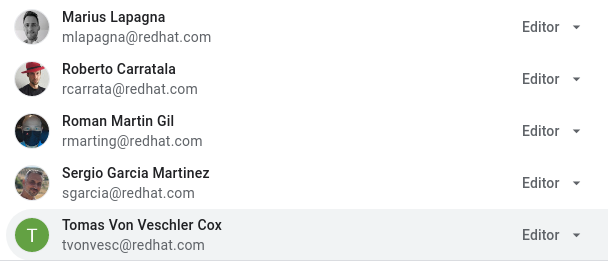 Marius Lapagna
mlapagna@redhat.com
Editor
Roberto Carratala
rcarrata@redhat.com
Editor
Roman Martin Gil
rmarting@redhat.com
Editor
Sergio Garcia Martinez
sgarcia@redhat.com
Editor
T
Tomas Von Veschler Cox
tvonvesc@redhat.com
Editor